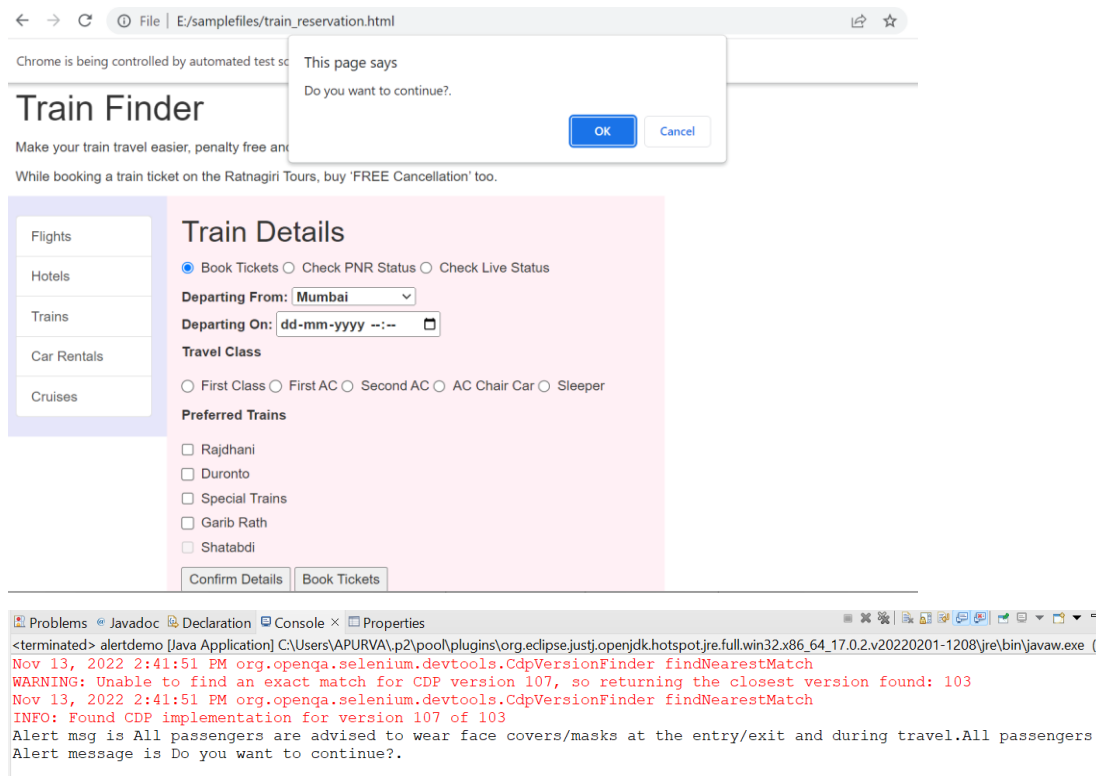 File | E:/samplefiles/train_reservation.html
Chrome is being controlled by automated test so
This page says
Do you want to continue?.
OK Cancel
Train Finder
Make your train travel easier, penalty free and
While booking a train ticket on the Ratnagiri Tours, buy ‘FREE Cancellation’ too.
Flights
Hotels
Trains
Car Rentals
Cruises
Train Details
Book Tickets Check PNR Status Check Live Status
Departing From: Mumbai
Departing On: dd-mm-yyyy --:--
Travel Class
First Class First AC Second AC AC Chair Car Sleeper
Preferred Trains
Rajdhani
Duronto
Special Trains
Garib Rath
Shatabdi
Confirm Details Book Tickets
Problems Javadoc Declaration Console × Properties
<terminated> alertdemo [Java Application] C:\Users\APURVA\.p2\pool\plugins\org.eclipse.justj.openjdk.hotspot.jre.full.win32.x86_64_17.0.2.v20220201-1208\jre\bin\javaw.exe (
Nov 13, 2022 2:41:51 PM org.openqa.selenium.devtools.CdpVersionFinder findNearestMatch
WARNING: Unable to find an exact match for CDP version 107, so returning the closest version found: 103
Nov 13, 2022 2:41:51 PM org.openqa.selenium.devtools.CdpVersionFinder findNearestMatch
INFO: Found CDP implementation for version 107 of 103
Alert msg is All passengers are advised to wear face covers/masks at the entry/exit and during travel.All passengers
Alert message is Do you want to continue?.